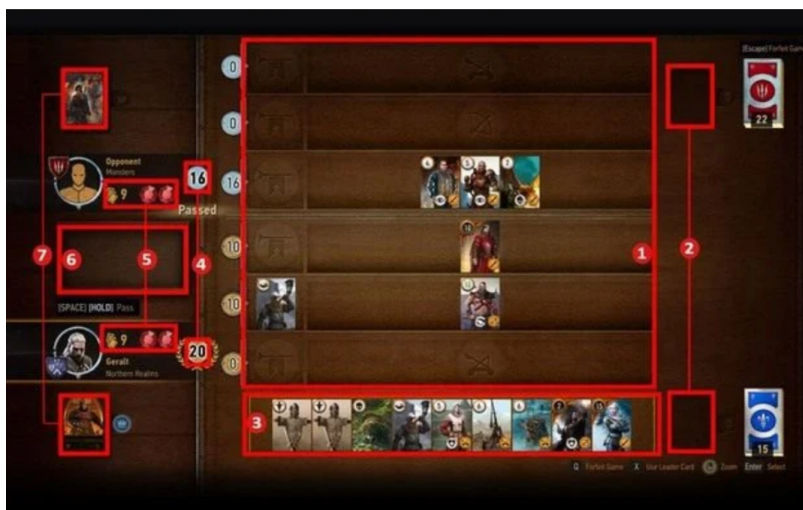 [Escape] Forfeit Game
0
22
0
Opponent
Monsters
9
16
16
Passed
1
2
7
6
5
4
10
10
[SPACE] [HOLD] Pass
10
9
20
Geralt
Northern Realms
0
3
15
Q Forfeit Game X Use Leader Card Zoom Enter Select